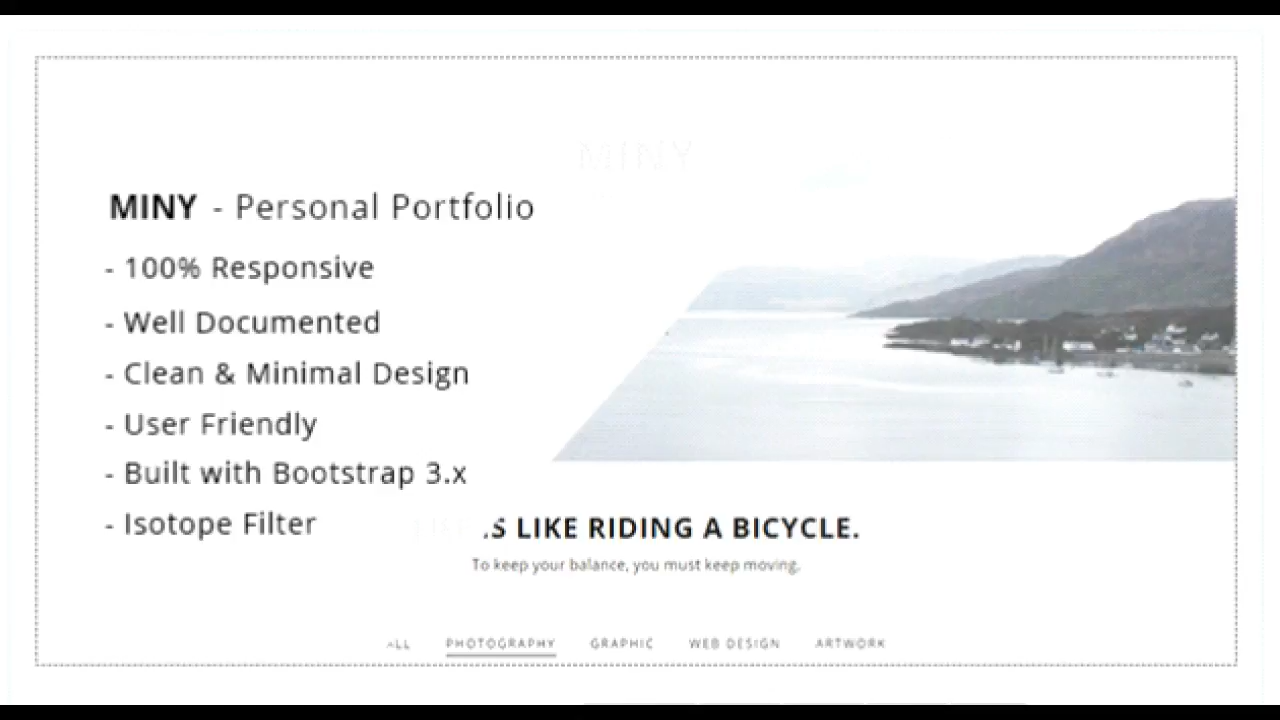 MINY
MINY - Personal Portfolio
- 100% Responsive
- Well Documented
- Clean & Minimal Design
- User Friendly
- Built with Bootstrap 3.x
- Isotope Filter
S LIKE RIDING A BICYCLE.
To keep your balance, you must keep moving.
ALL PHOTOGRAPHY GRAPHIC WEB DESIGN ARTWORK